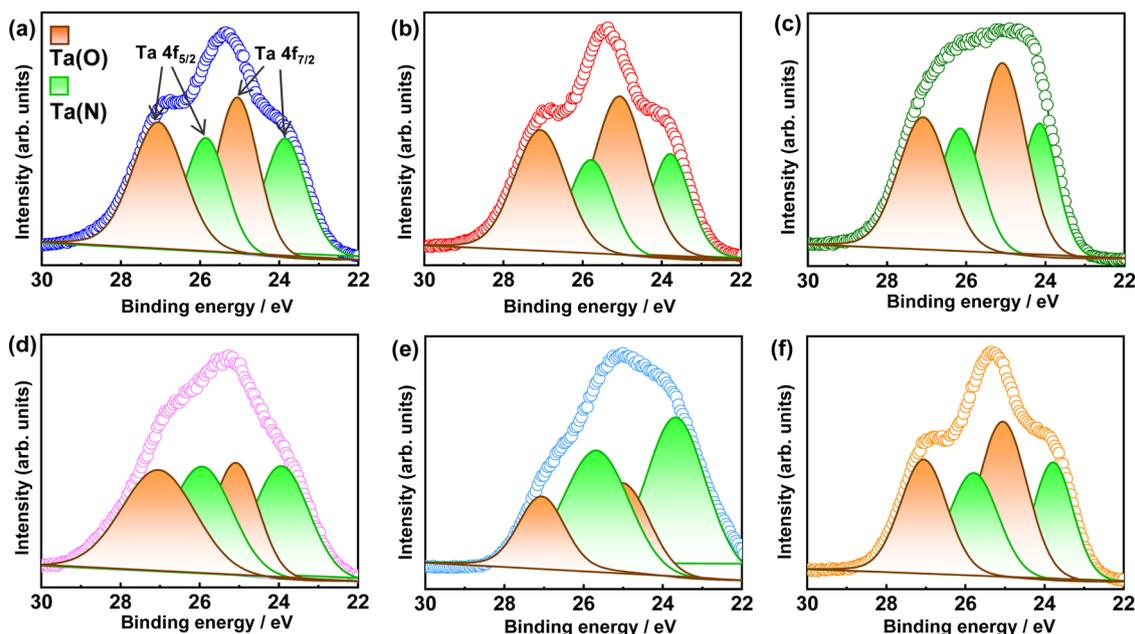 (a)
Ta(O)
Ta(N)
Ta 4f5/2
Ta 4f7/2
Intensity (arb. units)
30 28 26 24 22
Binding energy / eV
(b)
Intensity (arb. units)
30 28 26 24 22
Binding energy / eV
(c)
Intensity (arb. units)
30 28 26 24 22
Binding energy / eV
(d)
Intensity (arb. units)
30 28 26 24 22
Binding energy / eV
(e)
Intensity (arb. units)
30 28 26 24 22
Binding energy / eV
(f)
Intensity (arb. units)
30 28 26 24 22
Binding energy / eV